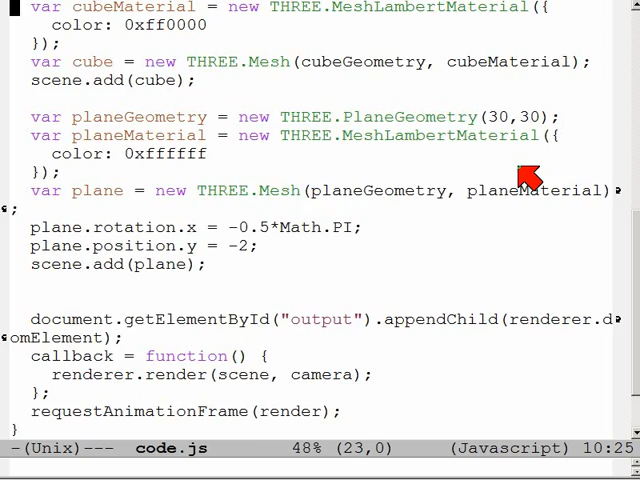 var cubeMaterial = new THREE.MeshLambertMaterial({
color: 0xff0000
});
var cube = new THREE.Mesh(cubeGeometry, cubeMaterial);
scene.add(cube);
var planeGeometry = new THREE.PlaneGeometry(30,30);
var planeMaterial = new THREE.MeshLambertMaterial({
color: 0xffffff
});
var plane = new THREE.Mesh(planeGeometry, planeMaterial)
;
plane.rotation.x = -0.5*Math.PI;
plane.position.y = -2;
scene.add(plane);
document.getElementById("output").appendChild(renderer.d
omElement);
callback = function() {
renderer.render(scene, camera);
};
requestAnimationFrame(render);
}
-(Unix)--- code.js 48% (23,0) (Javascript) 10:25